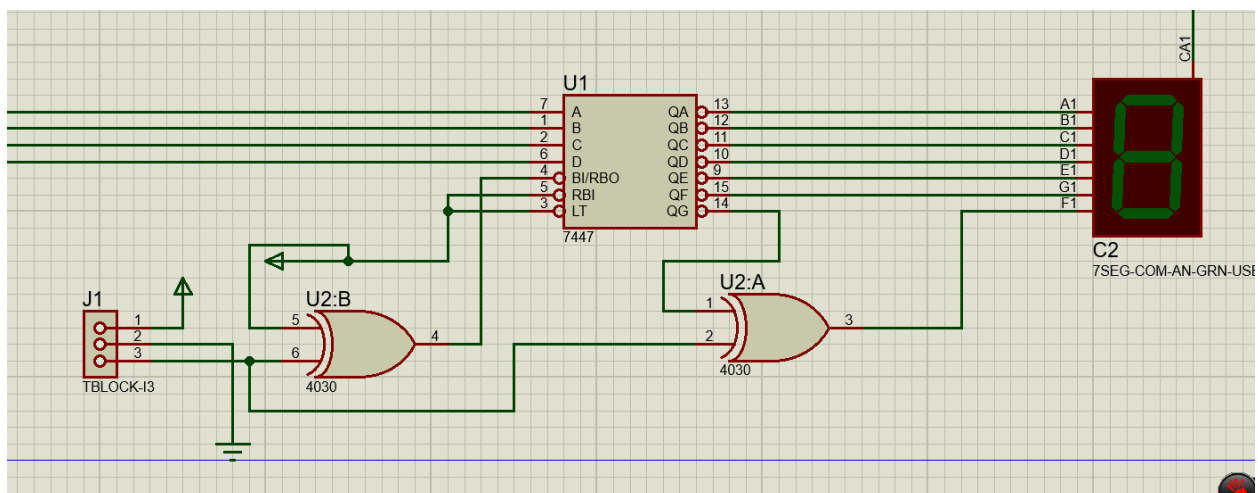 CA1
U1
7 A QA 13 A1
1 B QB 12 B1
2 C QC 11 C1
6 D QD 10 D1
4 BI/RBO QE 9 E1
5 RBI QF 15 G1
3 LT QG 14 F1
7447
C2
7SEG-COM-AN-GRN-USE
J1
1
2
3
TBLOCK-I3
U2:B
5
6
4
4030
U2:A
1
2
3
4030